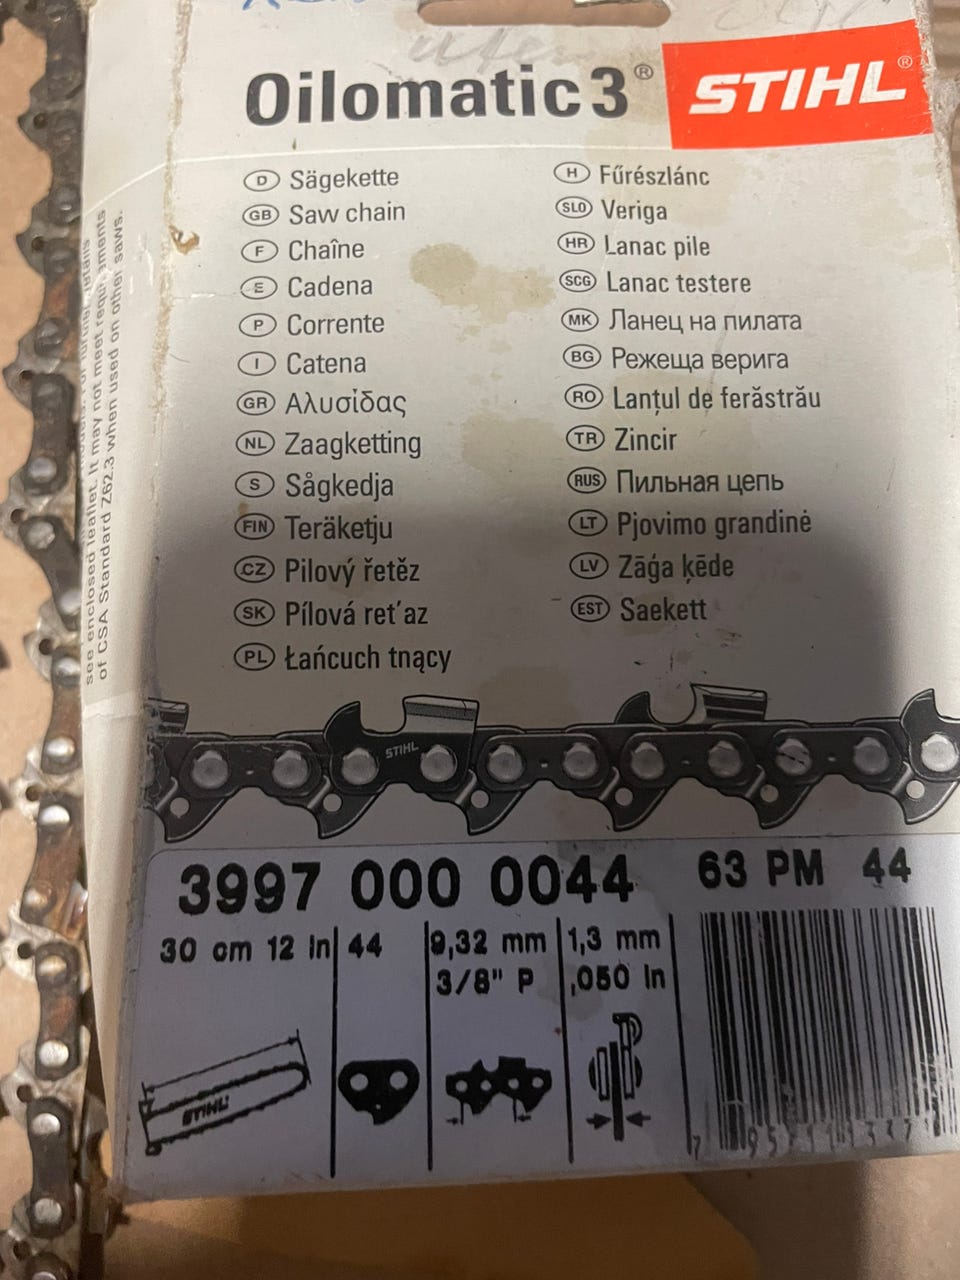 Oilomatic3® STIHL®
D Sägekette
GB Saw chain
F Chaîne
E Cadena
P Corrente
I Catena
GR Αλυσίδας
NL Zaagketting
S Sågkedja
FIN Teräketju
CZ Pilový řetěz
SK Pílová ret'az
PL Łańcuch tnący
H Fűrészlánc
SLO Veriga
HR Lanac pile
SCG Lanac testere
MK Ланец на пилата
BG Режеща верига
RO Lanțul de ferăstrău
TR Zincir
RUS Пильная цепь
LT Pjovimo grandinė
LV Zāģa ķēde
EST Saekett
see enclosed leaflet. It may not meet requirements
of CSA Standard Z62.3 when used on other saws.
STIHL
3997 000 0044 63 PM 44
30 cm 12 in 44 9,32 mm 1,3 mm
3/8" P ,050 in
STIHL